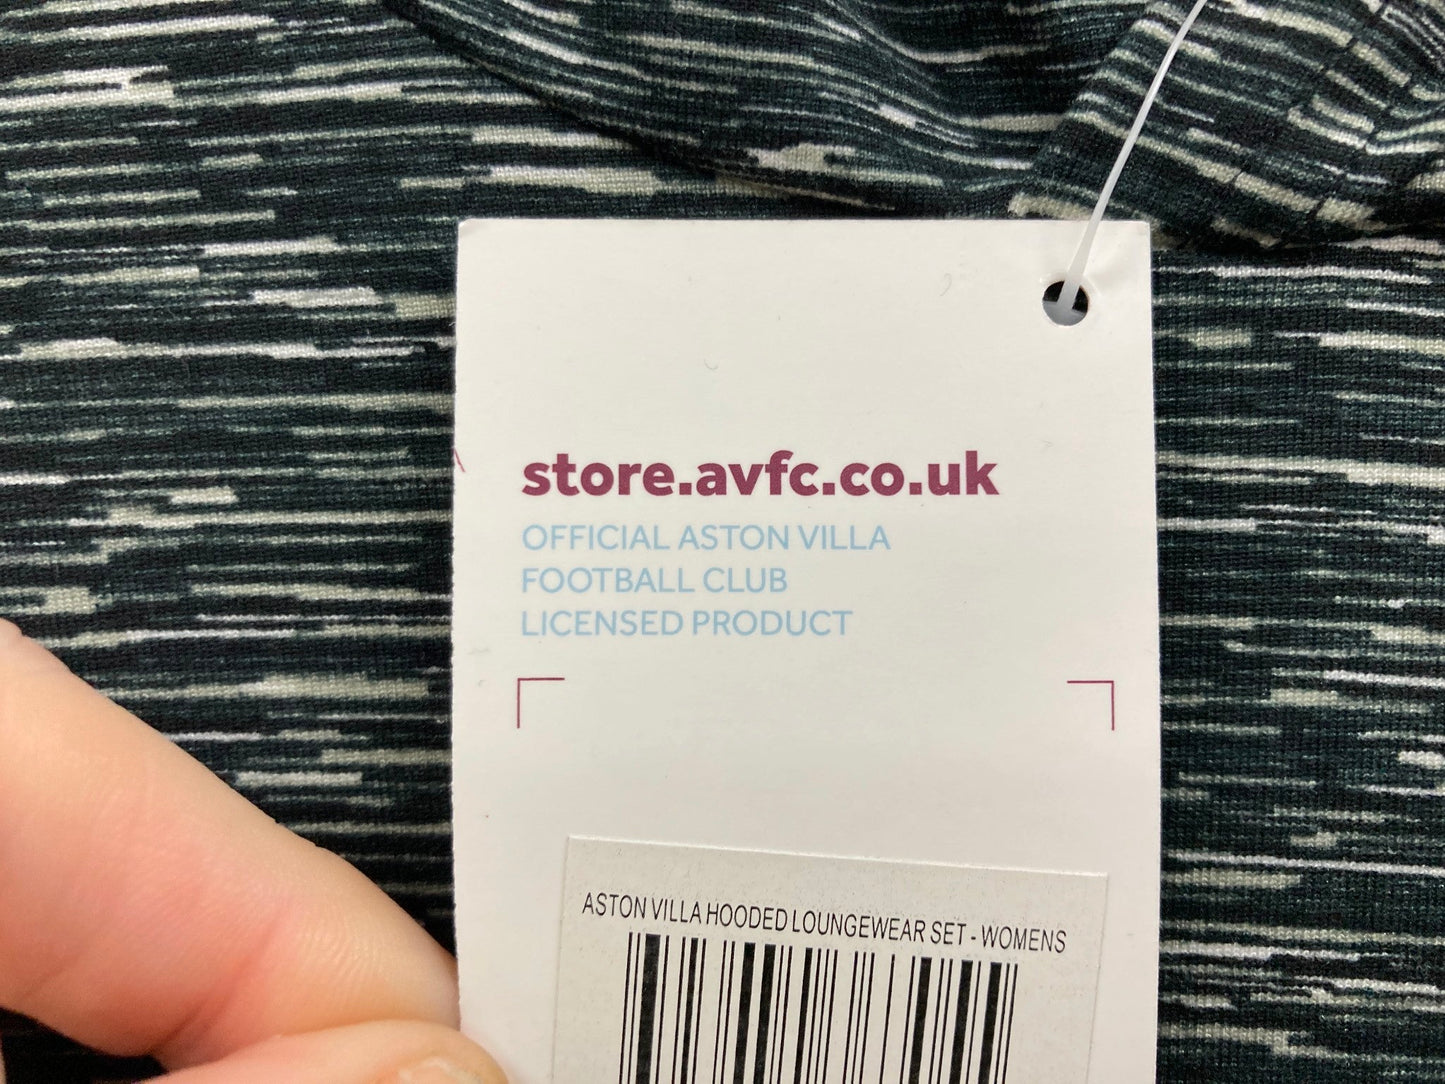 store.avfc.co.uk
OFFICIAL ASTON VILLA
FOOTBALL CLUB
LICENSED PRODUCT
ASTON VILLA HOODED LOUNGEWEAR SET - WOMENS